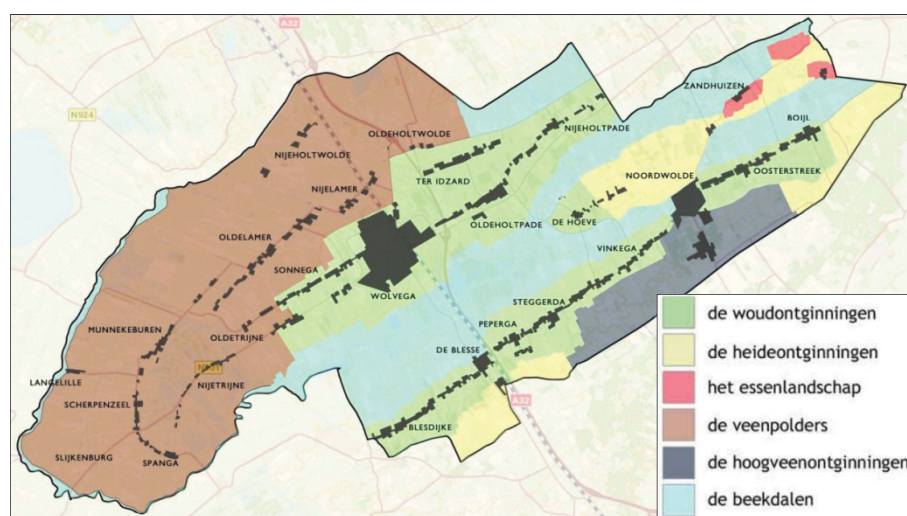 A32
N924
ZANDHUIZEN
BOIJL
OLDEHOLTWOLDE
NIJEHOLTPADE
NIJEHOLTWOLDE
TER IDZARD
NOORDWOLDE
OOSTERSTREEK
NIJELAMER
OLDEHOLTPADE
DE HOEVE
OLDELAMER
VINKEGA
SONNEGA
WOLVEGA
STEGGERDA
MUNNEKEBUREN
OLDETRIJNE
PEPERGA
DE BLESSE
LANGELILLE
NIJETRIJNE
SCHERPENZEEL
A32
BLESDIJKE
SLIJKENBURG
SPANGA
de woudontginningen
de heideontginningen
het essenlandschap
de veenpolders
de hoogveenontginningen
de beekdalen